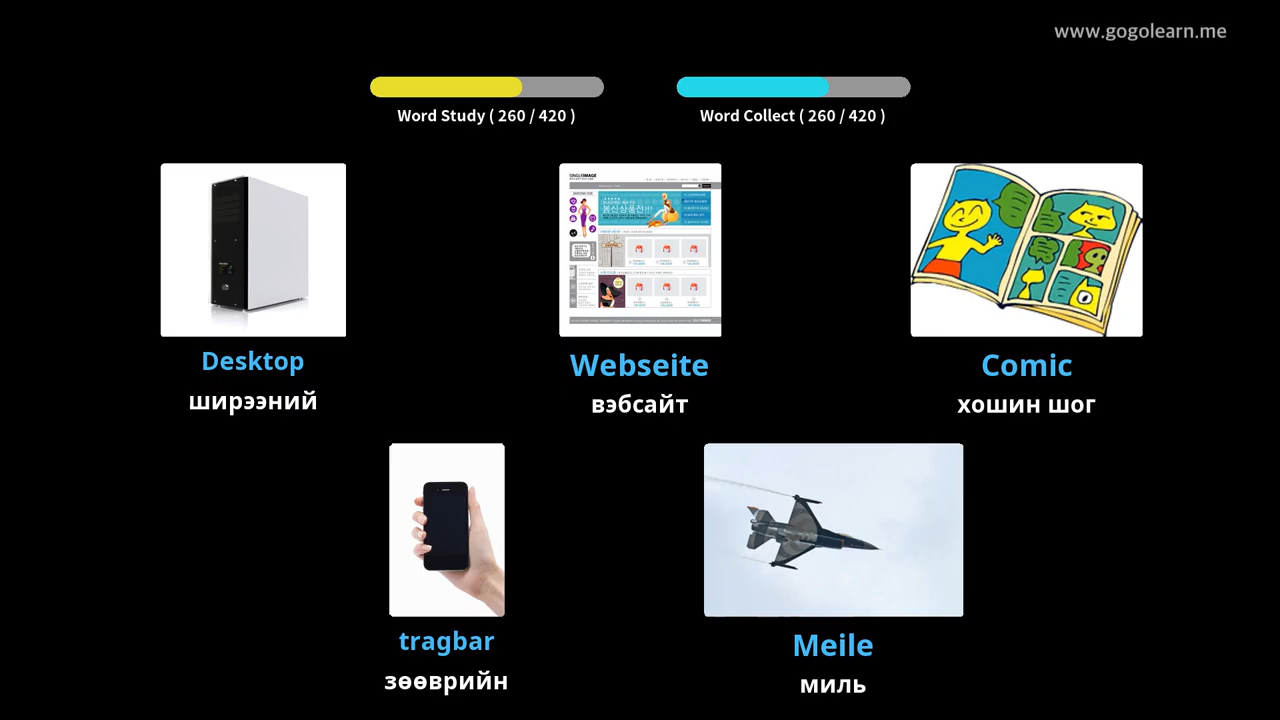 www.gogolearn.me
Word Study ( 260 / 420 )
Word Collect ( 260 / 420 )
Desktop
ширээний
Webseite
вэбсайт
Comic
хошин шог
tragbar
зөөврийн
Meile
миль